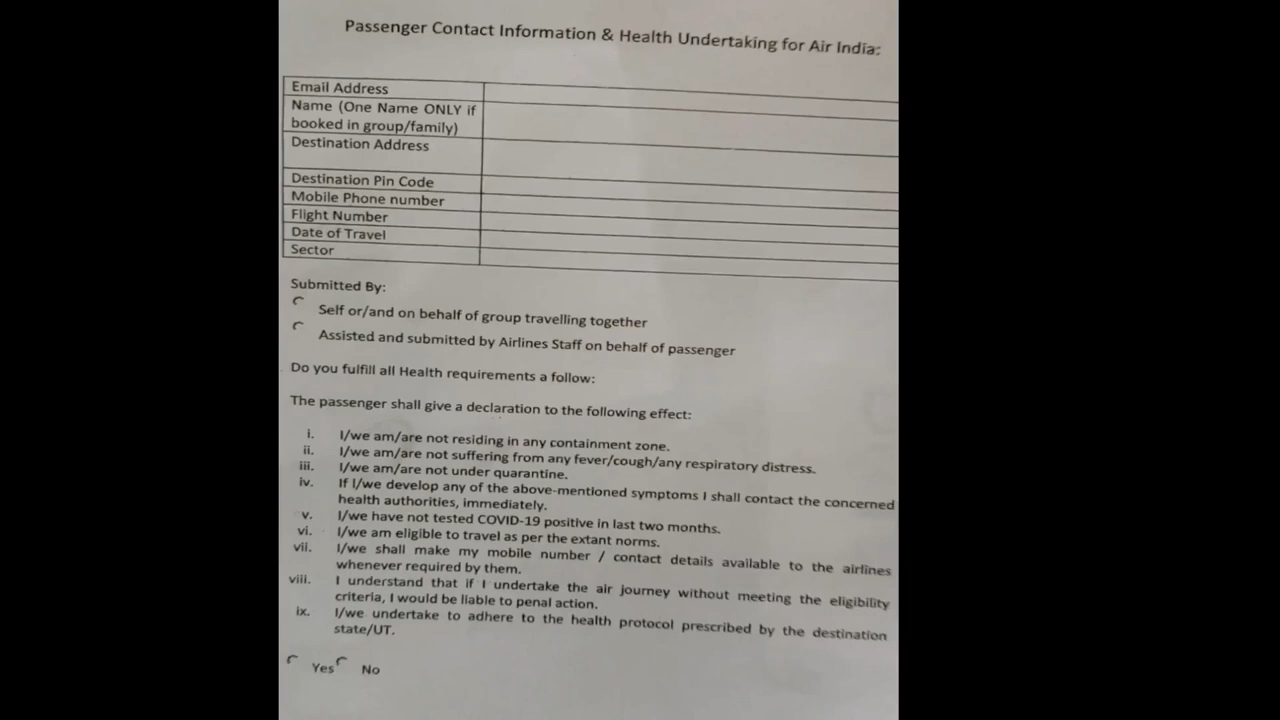 Passenger Contact Information & Health Undertaking for Air India:
Email Address
Name (One Name ONLY if
booked in group/family)
Destination Address
Destination Pin Code
Mobile Phone number
Flight Number
Date of Travel
Sector
Submitted By:
Self or/and on behalf of group travelling together
Assisted and submitted by Airlines Staff on behalf of passenger
Do you fulfill all Health requirements a follow:
The passenger shall give a declaration to the following effect:
i. I/we am/are not residing in any containment zone.
ii. I/we am/are not suffering from any fever/cough/any respiratory distress.
iii. I/we am/are not under quarantine.
iv. If I/we develop any of the above-mentioned symptoms I shall contact the concerned
health authorities, immediately.
v. I/we have not tested COVID-19 positive in last two months.
vi. I/we am eligible to travel as per the extant norms.
vii. I/we shall make my mobile number / contact details available to the airlines
whenever required by them.
viii. I understand that if I undertake the air journey without meeting the eligibility
criteria, I would be liable to penal action.
ix. I/we undertake to adhere to the health protocol prescribed by the destination
state/UT.
Yes No